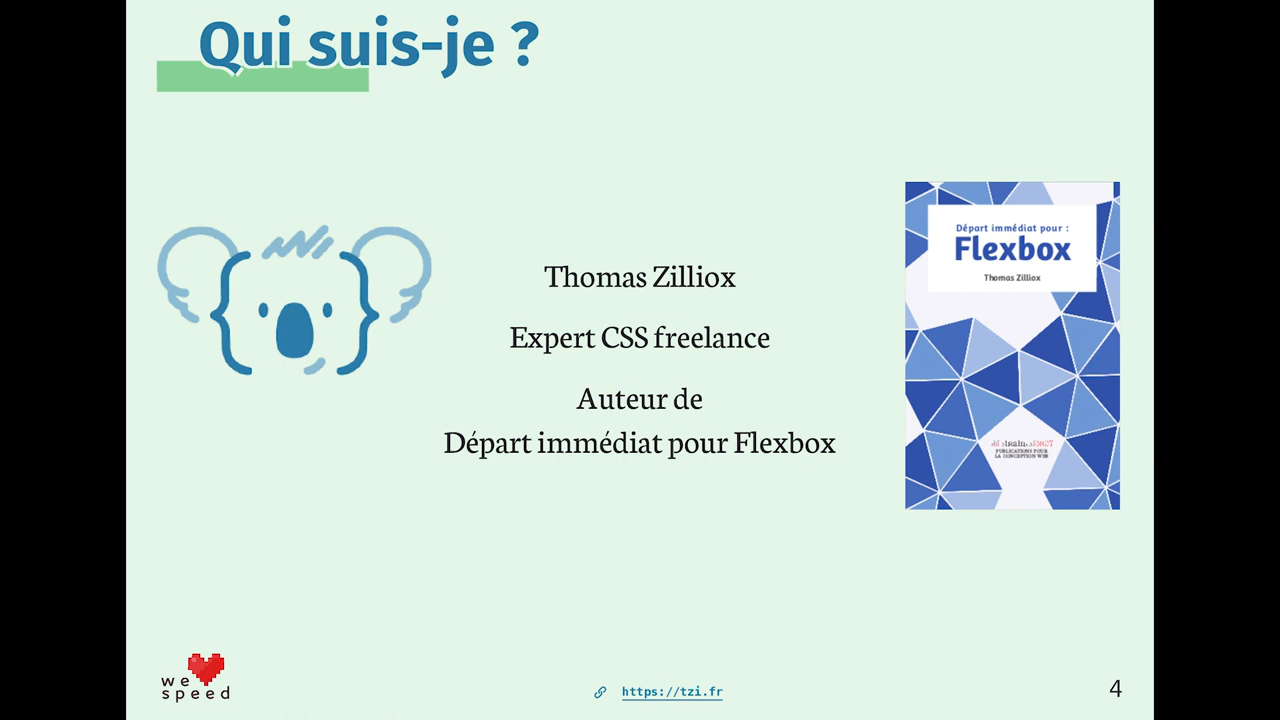 Qui suis-je ?
Thomas Zilliox
Expert CSS freelance
Auteur de
Départ immédiat pour Flexbox
Départ immédiat pour :
Flexbox
Thomas Zilliox
PUBLICATIONS POUR
LA CONCEPTION WEB
we
speed
https://tzi.fr
4